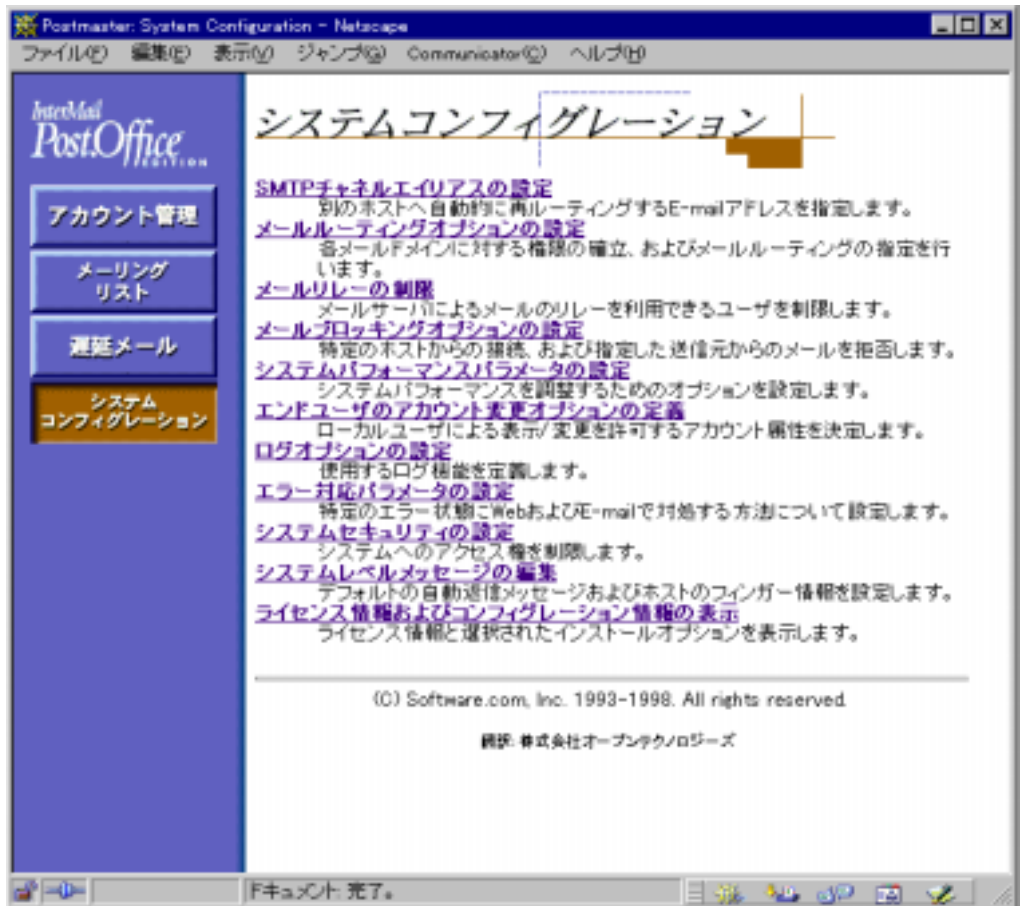 Postmaster: System Configuration - Netscape
ファイル(F) 編集(E) 表示(V) ジャンプ(G) Communicator(C) ヘルプ(H)
InterMail
Post.Office
EDITION
アカウント管理
メーリング
リスト
遅延メール
システム
コンフィグレーション
システムコンフィグレーション
SMTPチャネルエイリアスの設定
別のホストへ自動的に再ルーティングするE-mailアドレスを指定します。
メールルーティングオプションの設定
各メールドメインに対する権限の確立、およびメールルーティングの指定を行
います。
メールリレーの制限
メールサーバによるメールのリレーを利用できるユーザを制限します。
メールブロッキングオプションの設定
特定のホストからの接続、および指定した送信元からのメールを拒否します。
システムパフォーマンスパラメータの設定
システムパフォーマンスを調整するためのオプションを設定します。
エンドユーザのアカウント変更オプションの定義
ローカルユーザによる表示/変更を許可するアカウント属性を決定します。
ログオプションの設定
使用するログ機能を定義します。
エラー対応パラメータの設定
特定のエラー状態にWebおよびE-mailで対処する方法について設定します。
システムセキュリティの設定
システムへのアクセス権を制限します。
システムレベルメッセージの編集
デフォルトの自動返信メッセージおよびホストのフィンガー情報を設定します。
ライセンス情報およびコンフィグレーション情報の表示
ライセンス情報と選択されたインストールオプションを表示します。
(C) Software.com, Inc. 1993-1998. All rights reserved.
翻訳: 株式会社オープンテクノロジーズ
ドキュメント: 完了。